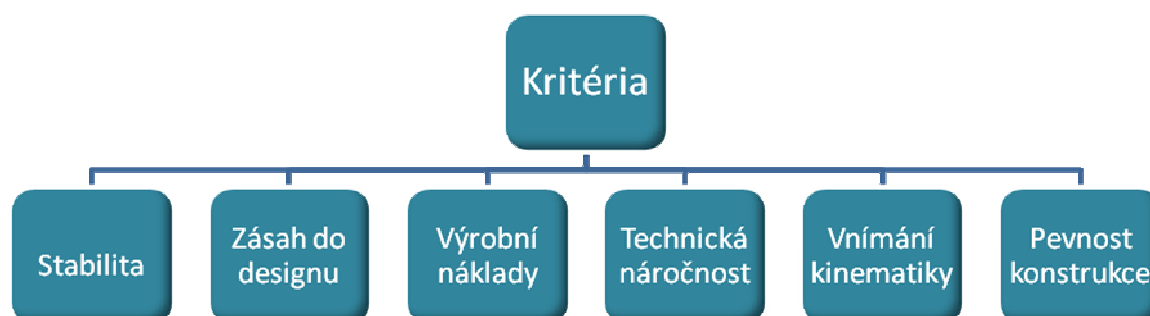 Kritéria
Stabilita
Zásah do
designu
Výrobní
náklady
Technická
náročnost
Vnímání
kinematiky
Pevnost
konstrukce